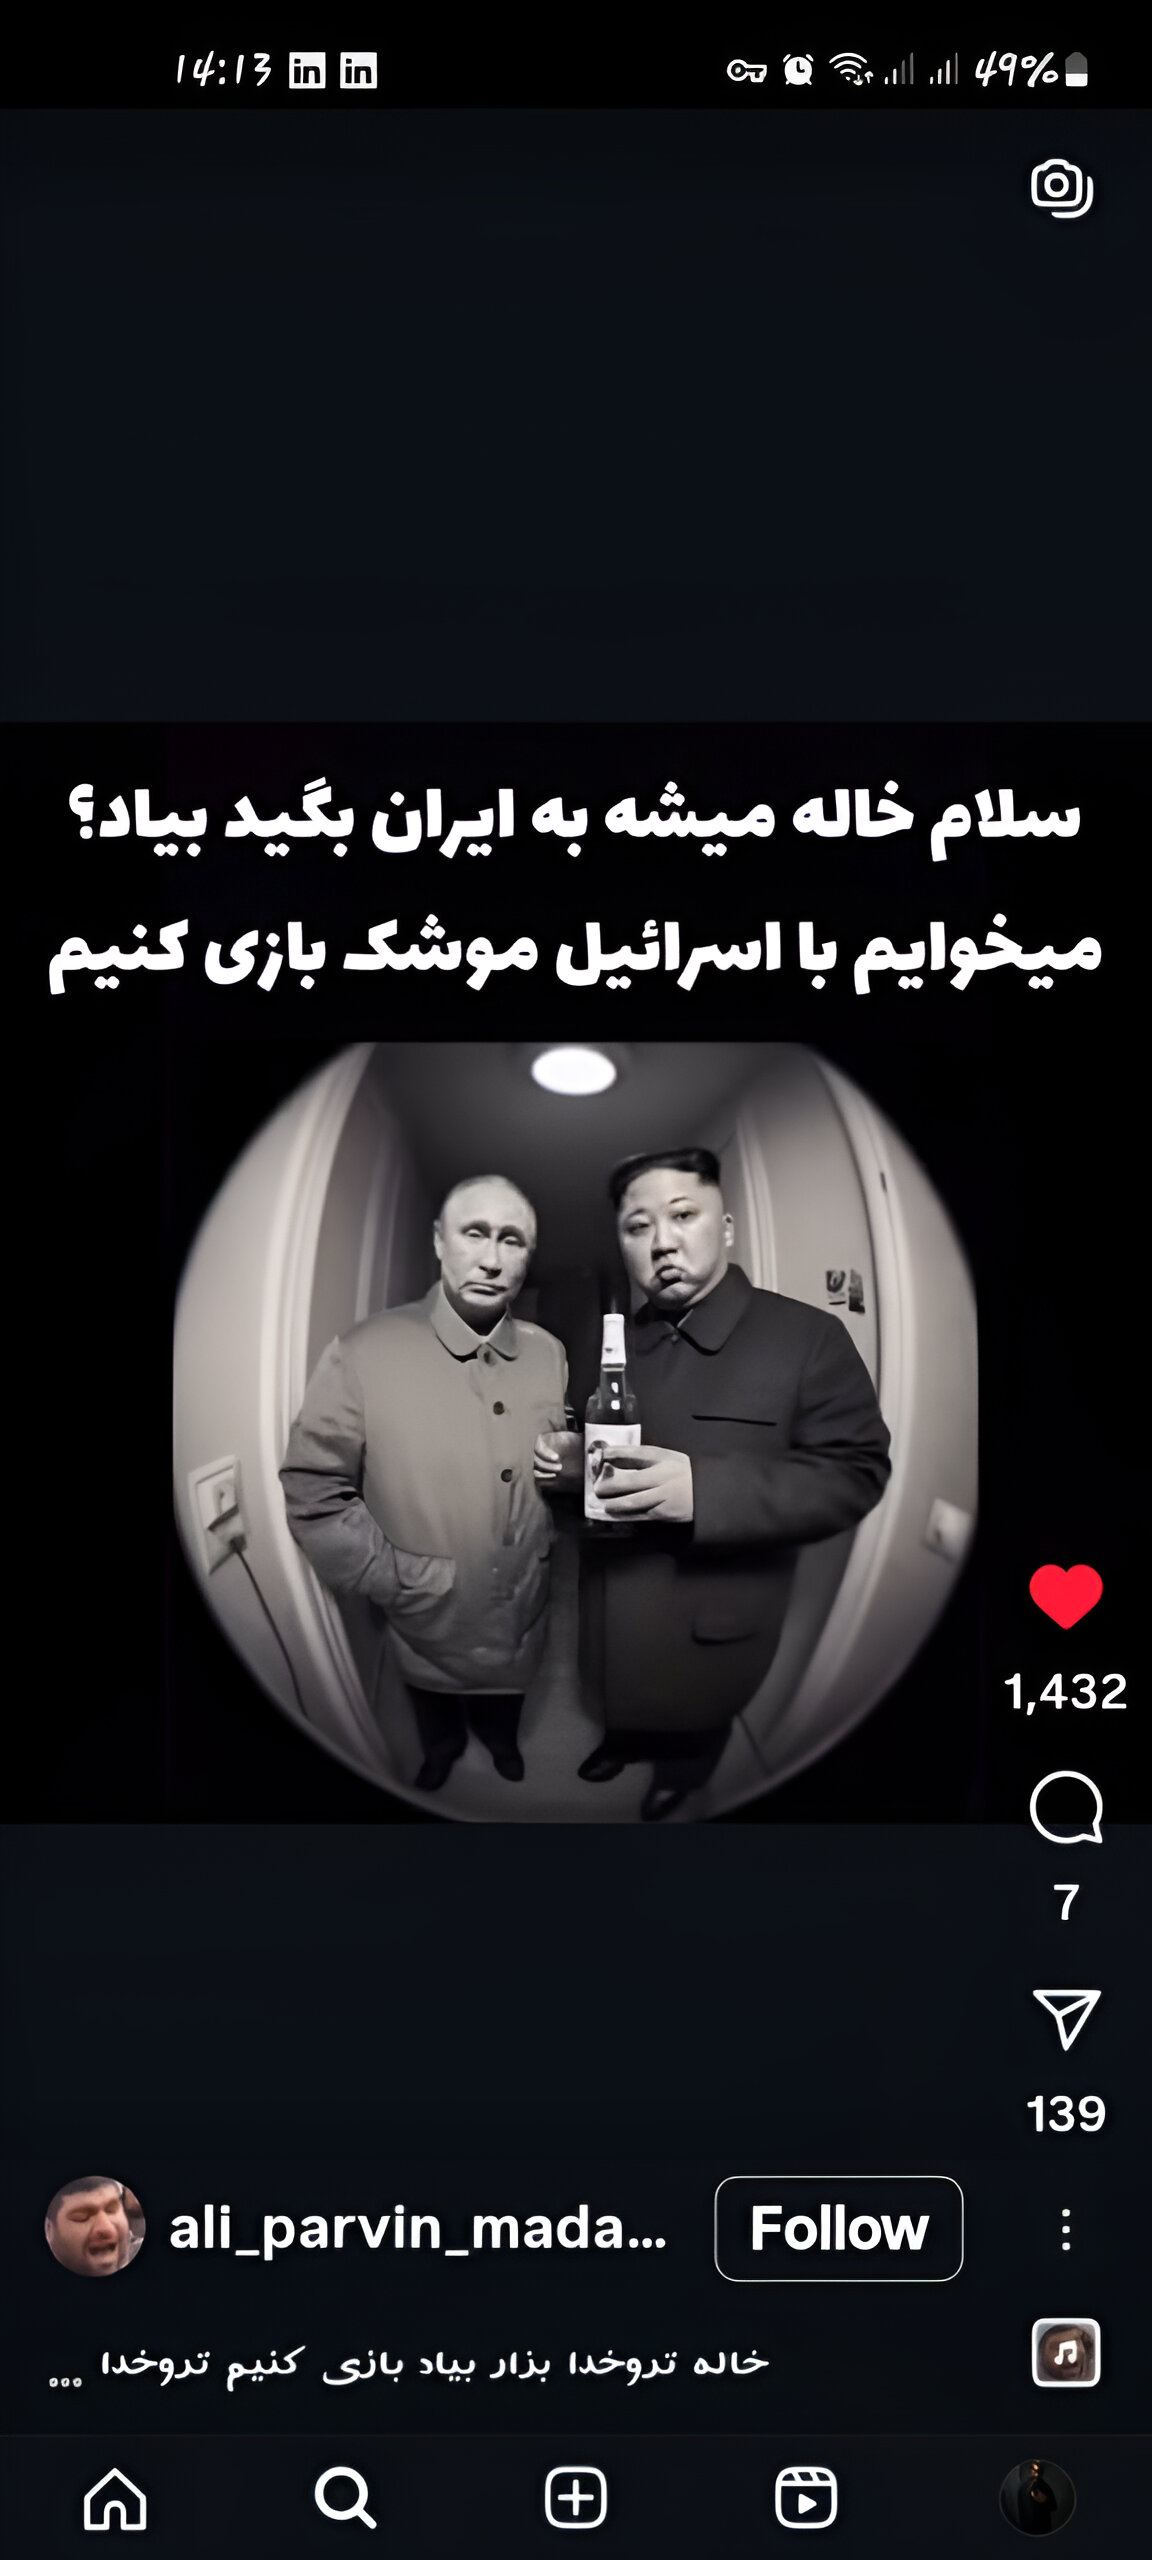 14:13 in in 49%
سلام خاله میشه به ایران بگید بیاد؟
میخوایم با اسرائیل موشک بازی کنیم
1,432
7
139
ali_parvin_mada... Follow
خاله تروخدا بزار بیاد بازی کنیم تروخدا ...